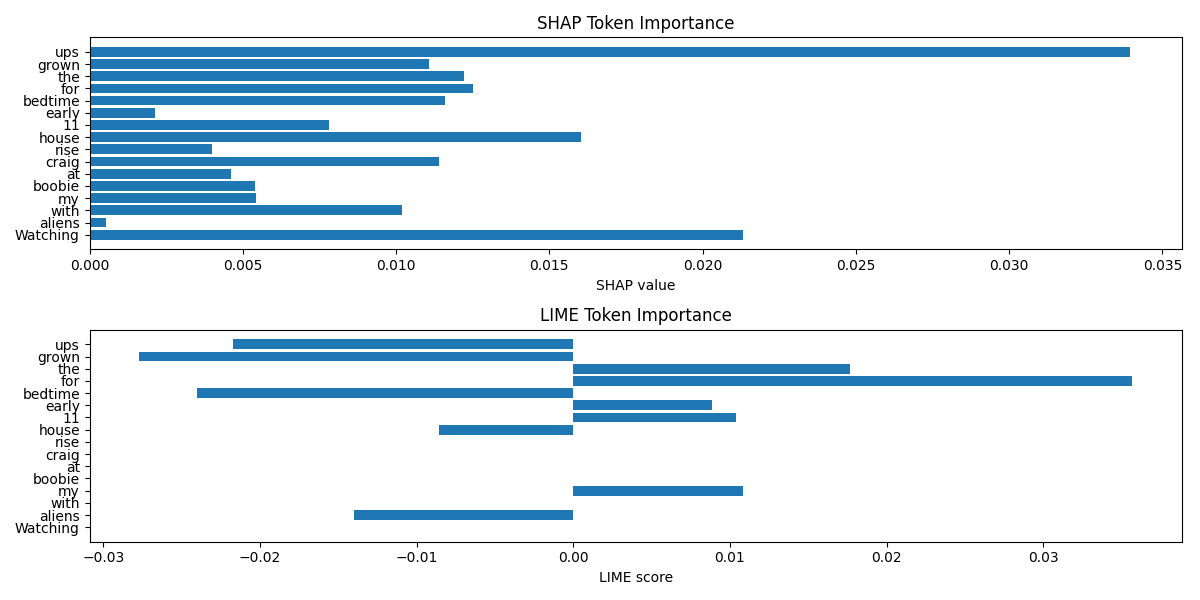 SHAP Token Importance
ups
grown
the
for
bedtime
early
11
house
rise
craig
at
boobie
my
with
aliens
Watching
0.000 0.005 0.010 0.015 0.020 0.025 0.030 0.035
SHAP value
LIME Token Importance
ups
grown
the
for
bedtime
early
11
house
rise
craig
at
boobie
my
with
aliens
Watching
−0.03 −0.02 −0.01 0.00 0.01 0.02 0.03
LIME score